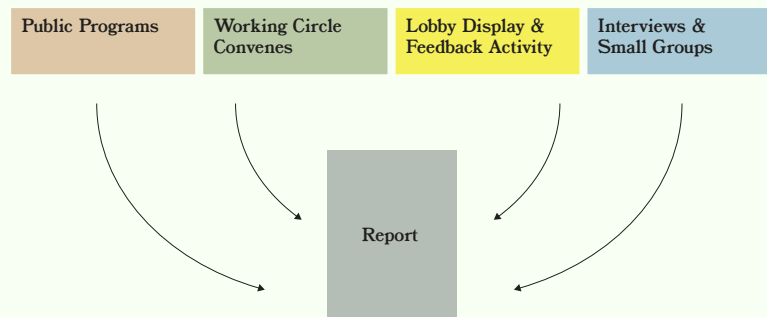 Public Programs
Working Circle
Convenes
Lobby Display &
Feedback Activity
Interviews &
Small Groups
Report